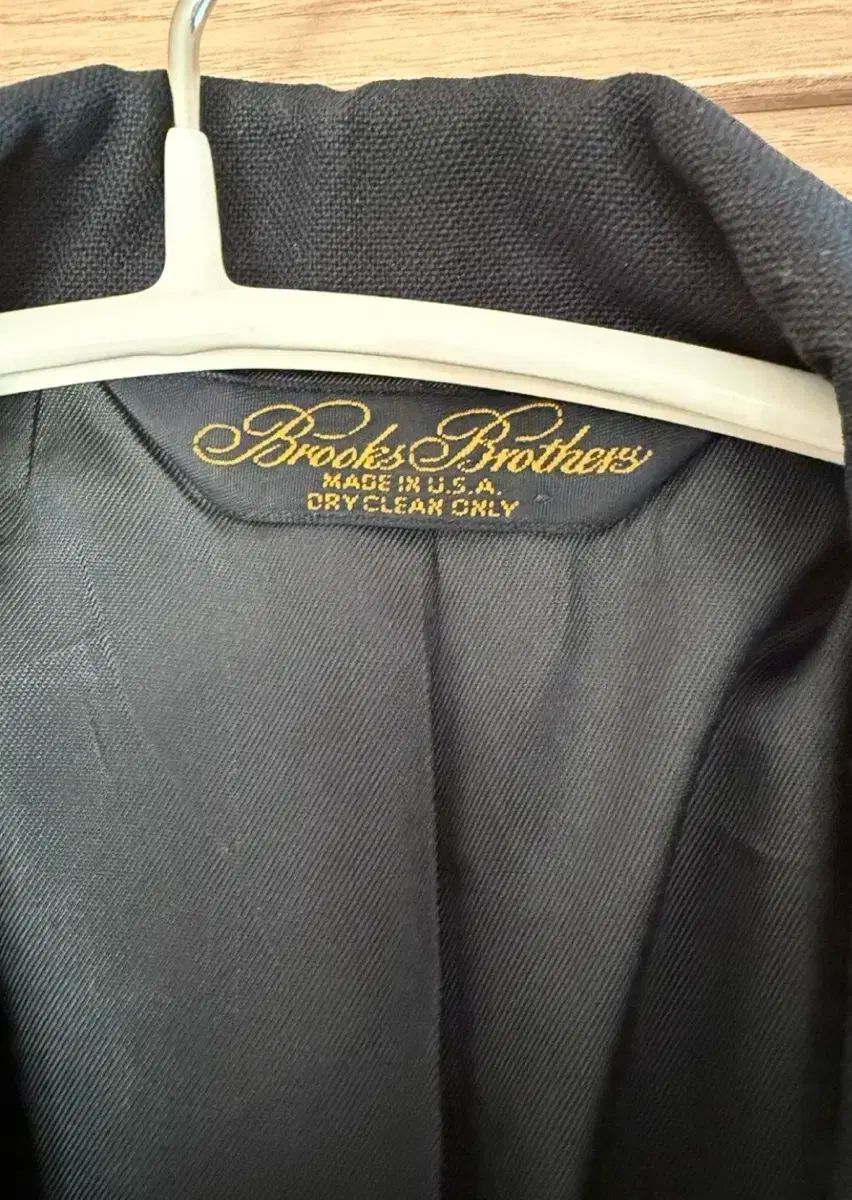 Brooks Brothers
MADE IN U.S.A.
DRY CLEAN ONLY